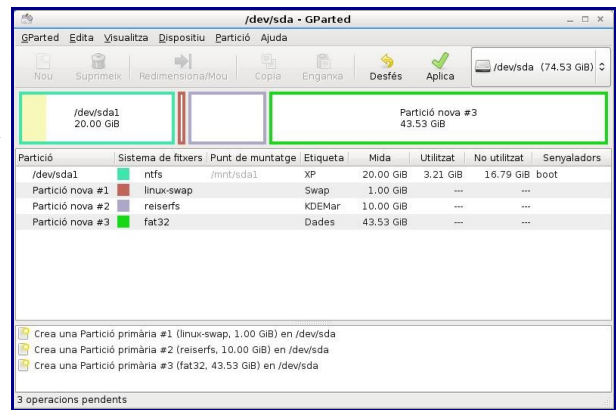 /dev/sda - GParted
GParted Edita Visualitza Dispositiu Partició Ajuda
Nou Suprimeix Redimensiona/Mou Copia Enganxa Desfés Aplica /dev/sda (74.53 GiB)
/dev/sda1
20.00 GiB
Partició nova #3
43.53 GiB
Partició Sistema de fitxers Punt de muntatge Etiqueta Mida Utilitzat No utilitzat Senyaladors
/dev/sda1 ntfs /mnt/sda1 XP 20.00 GiB 3.21 GiB 16.79 GiB boot
Partició nova #1 linux-swap Swap 1.00 GiB --- ---
Partició nova #2 reiserfs KDEMar 10.00 GiB --- ---
Partició nova #3 fat32 Dades 43.53 GiB --- ---
Crea una Partició primària #1 (linux-swap, 1.00 GiB) en /dev/sda
Crea una Partició primària #2 (reiserfs, 10.00 GiB) en /dev/sda
Crea una Partició primària #3 (fat32, 43.53 GiB) en /dev/sda
3 operacions pendents